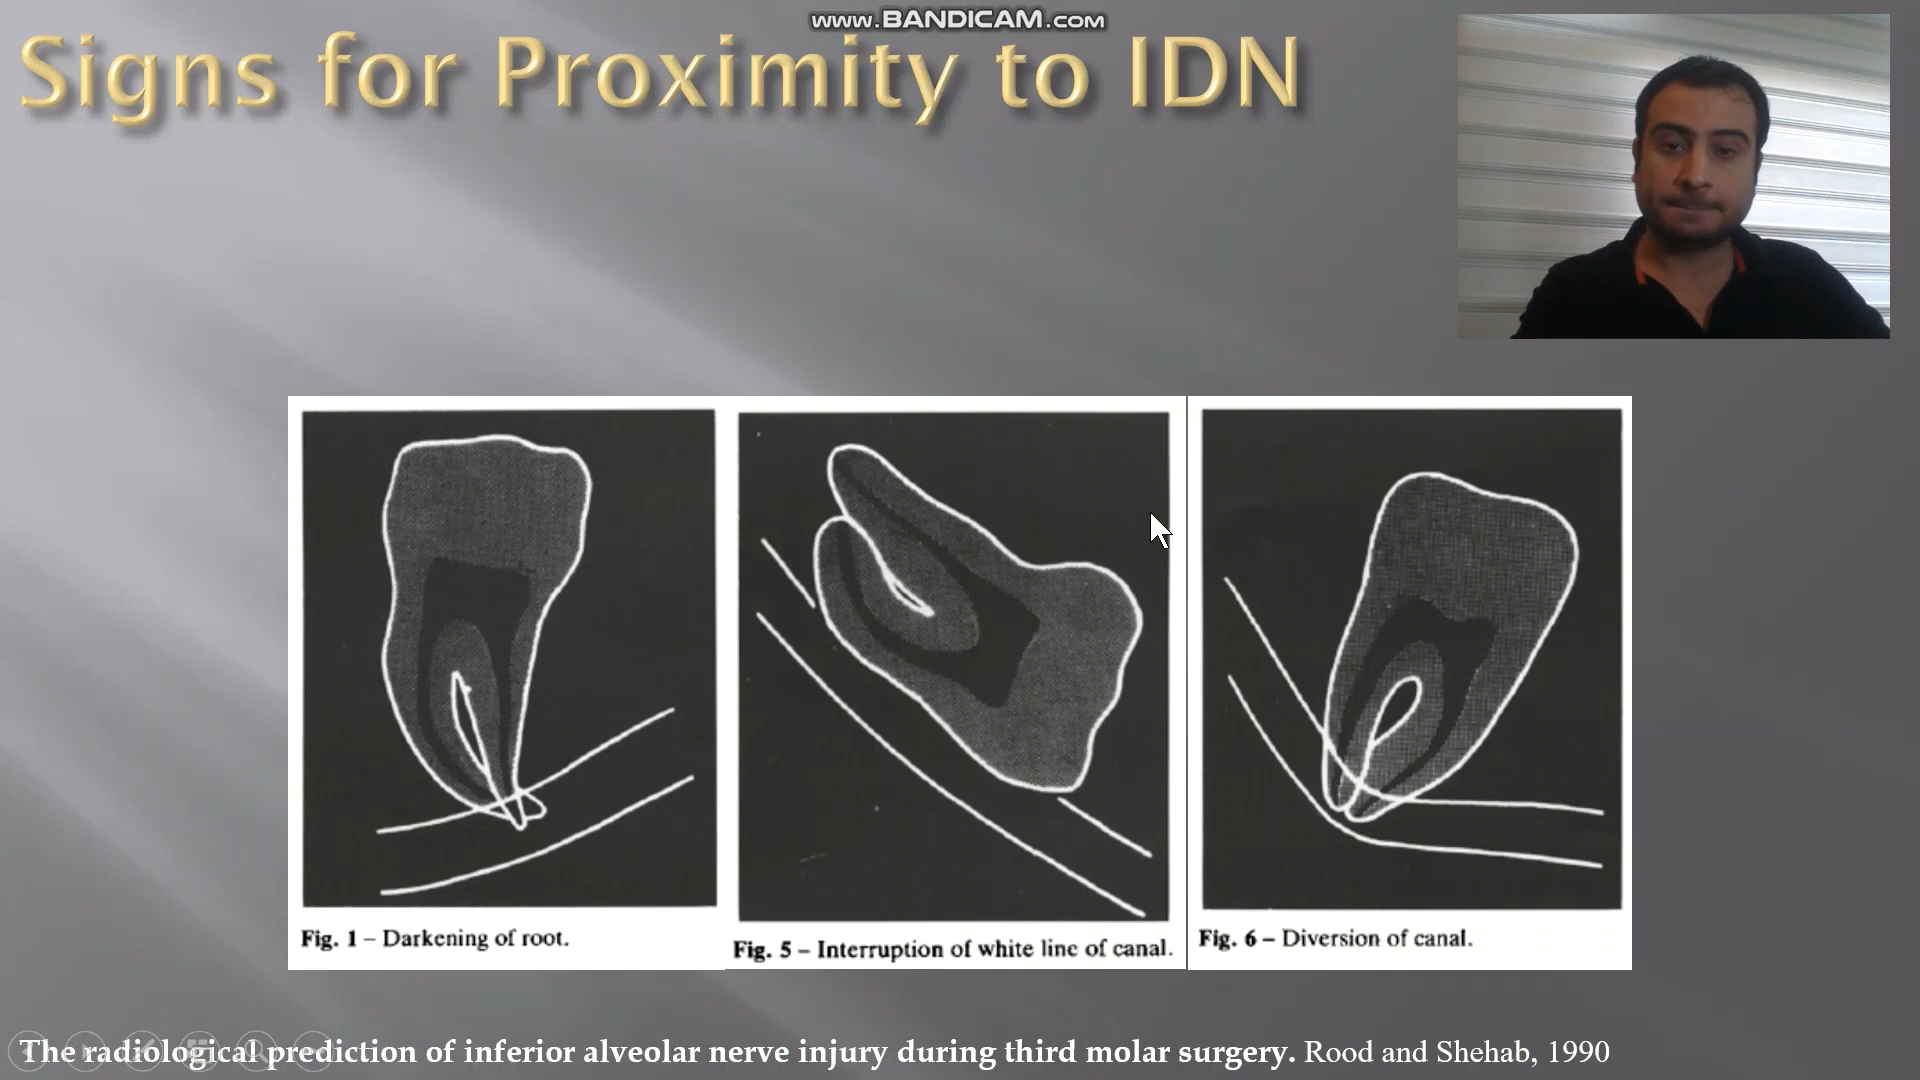 www.BANDICAM.com
Signs for Proximity to IDN
Fig. 1 – Darkening of root.
Fig. 5 – Interruption of white line of canal.
Fig. 6 – Diversion of canal.
The radiological prediction of inferior alveolar nerve injury during third molar surgery. Rood and Shehab, 1990